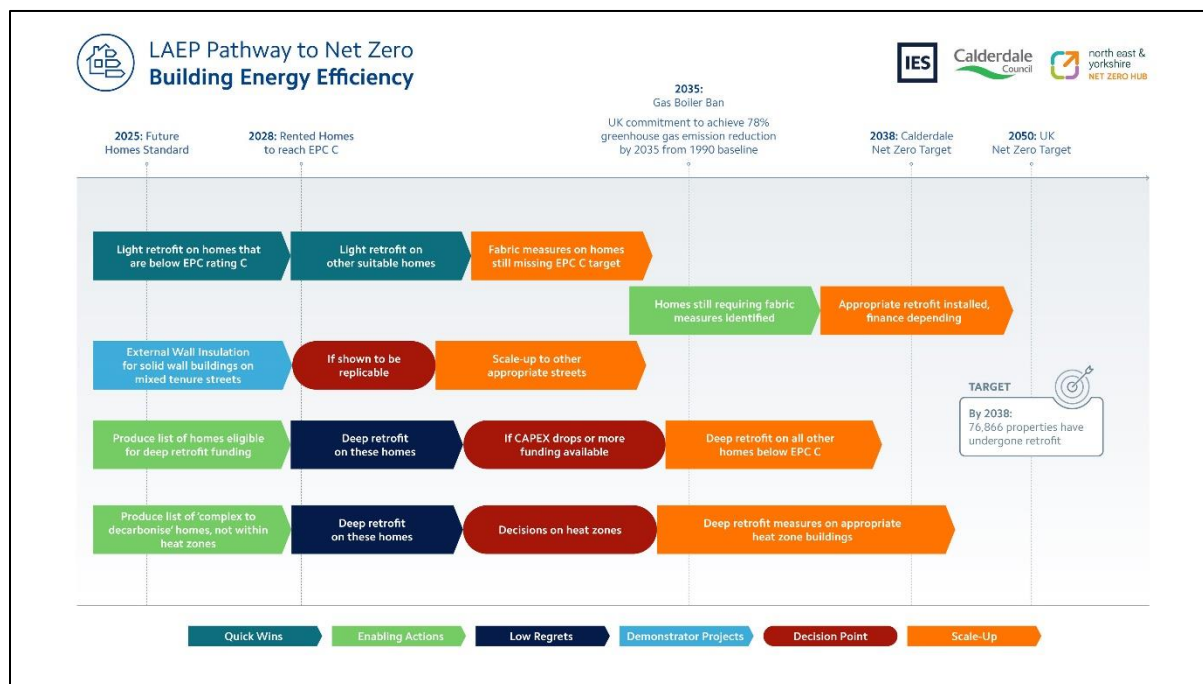 LAEP Pathway to Net Zero
Building Energy Efficiency
IES
Calderdale
Council
north east &
yorkshire
NET ZERO HUB
2025: Future
Homes Standard
2028: Rented Homes
to reach EPC C
2035:
Gas Boiler Ban
UK commitment to achieve 78%
greenhouse gas emission reduction
by 2035 from 1990 baseline
2038: Calderdale
Net Zero Target
2050: UK
Net Zero Target
Light retrofit on homes that
are below EPC rating C
Light retrofit on
other suitable homes
Fabric measures on homes
still missing EPC C target
Homes still requiring fabric
measures identified
Appropriate retrofit installed,
finance depending
External Wall Insulation
for solid wall buildings on
mixed tenure streets
If shown to be
replicable
Scale-up to other
appropriate streets
TARGET
By 2038:
76,866 properties have
undergone retrofit
Produce list of homes eligible
for deep retrofit funding
Deep retrofit
on these homes
If CAPEX drops or more
funding available
Deep retrofit on all other
homes below EPC C
Produce list of 'complex to
decarbonise' homes, not within
heat zones
Deep retrofit
on these homes
Decisions on heat zones
Deep retrofit measures on appropriate
heat zone buildings
Quick Wins
Enabling Actions
Low Regrets
Demonstrator Projects
Decision Point
Scale-Up